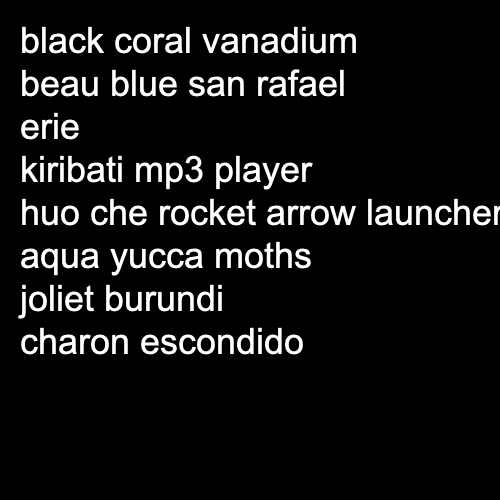 black coral vanadium
beau blue san rafael
erie
kiribati mp3 player
huo che rocket arrow launcher
aqua yucca moths
joliet burundi
charon escondido